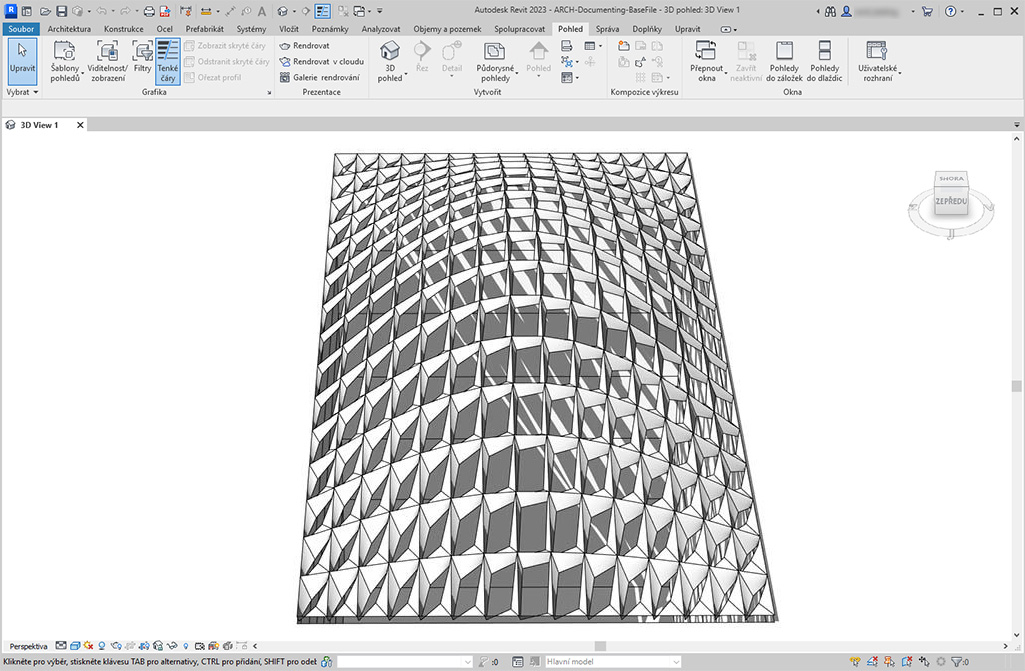 Autodesk Revit 2023 - ARCH-Documenting-BaseFile - 3D pohled: 3D View 1
Soubor Architektura Konstrukce Ocel Prefabrikát Systémy Vložit Poznámky Analyzovat Objemy a pozemek Spolupracovat Pohled Správa Doplňky Upravit
Upravit
Vybrat
Šablony pohledů
Viditelnost/ zobrazení
Filtry
Tenké čáry
Zobrazit skryté čáry
Odstranit skryté čáry
Ořezat profil
Grafika
Rendrovat
Rendrovat v cloudu
Galerie rendrování
Prezentace
3D pohled
Řez
Detail
Půdorysné pohledy
Pohled
Vytvořit
Kompozice výkresu
Přepnout okna
Zavřít neaktivní
Pohledy do záložek
Pohledy do dlaždic
Okna
Uživatelské rozhraní
3D View 1
SHORA
ZEPŘEDU
Perspektiva
Klikněte pro výběr, stiskněte klávesu TAB pro alternativy, CTRL pro přidání, SHIFT pro odet
:0
Hlavní model
:0